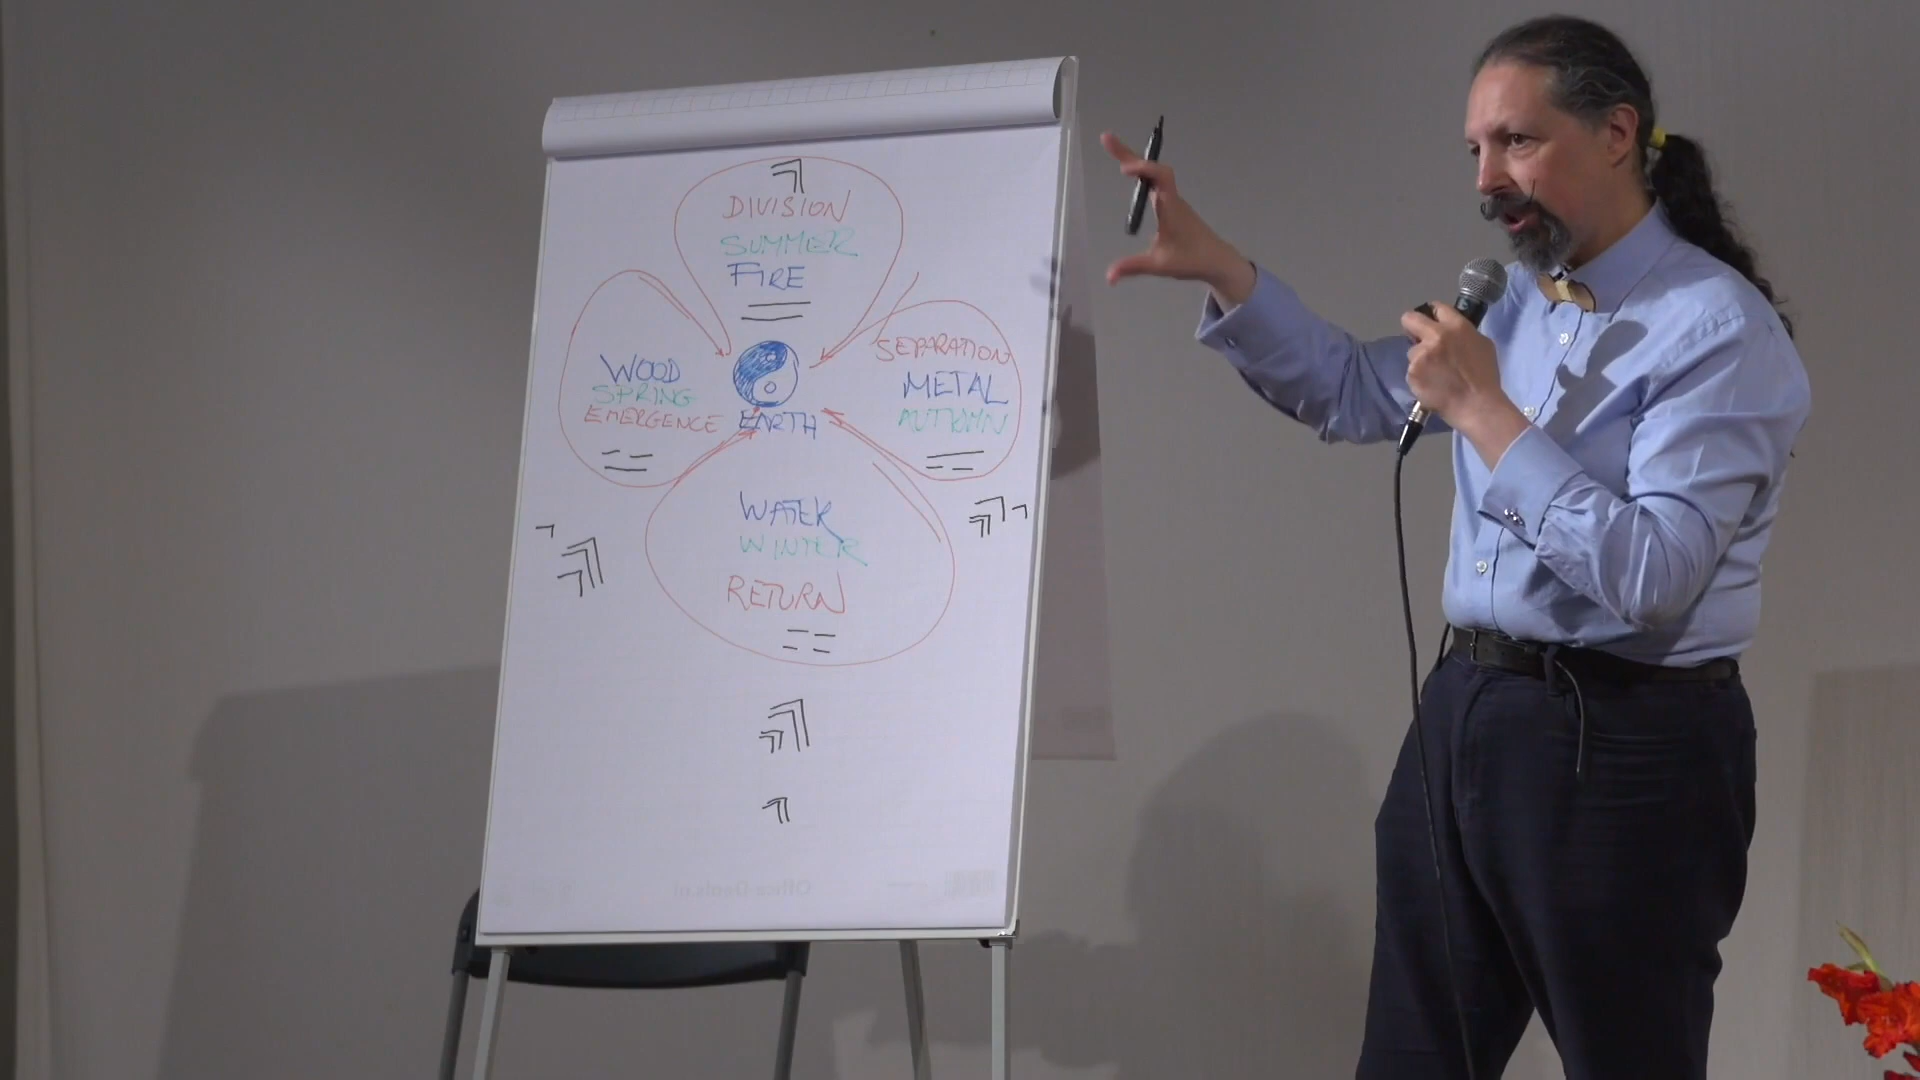 DIVISION
SUMMER
FIRE
WOOD
SPRING
EMERGENCE
EARTH
SEPARATION
METAL
AUTUMN
WATER
WINTER
RETURN